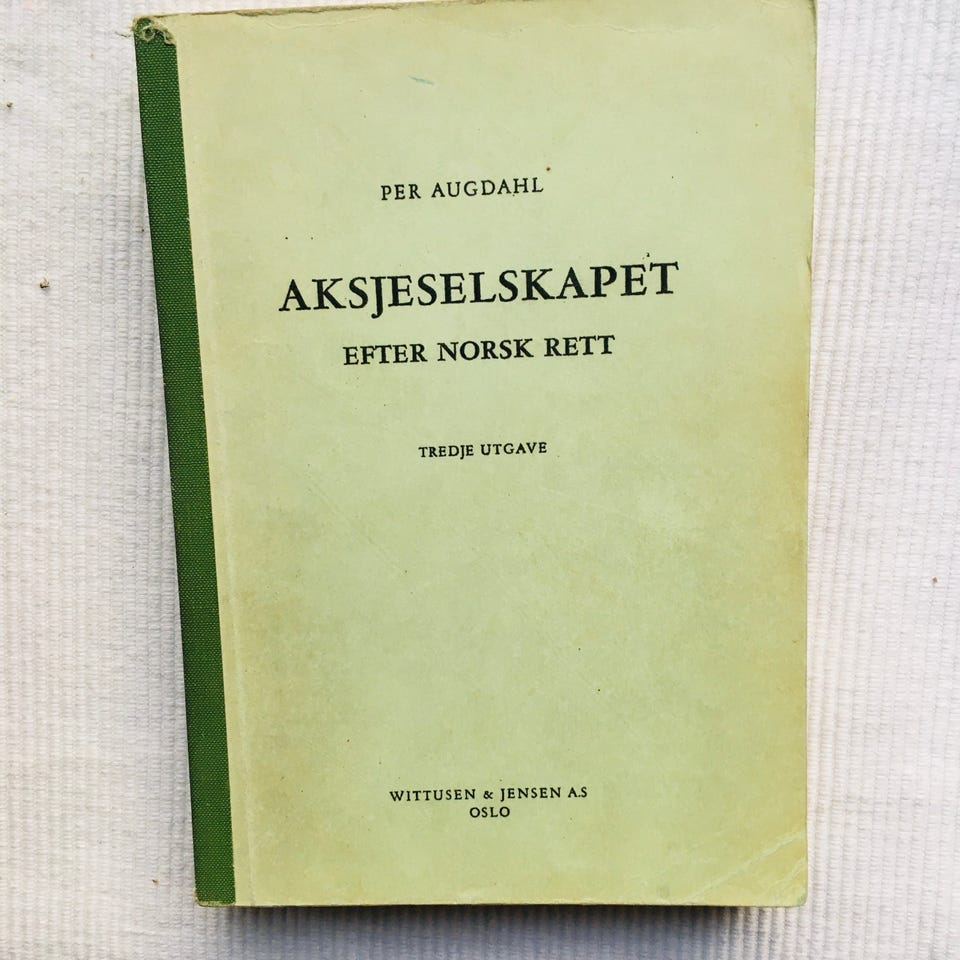 PER AUGDAHL
AKSJESELSKAPET
EFTER NORSK RETT
TREDJE UTGAVE
WITTUSEN & JENSEN A.S
OSLO